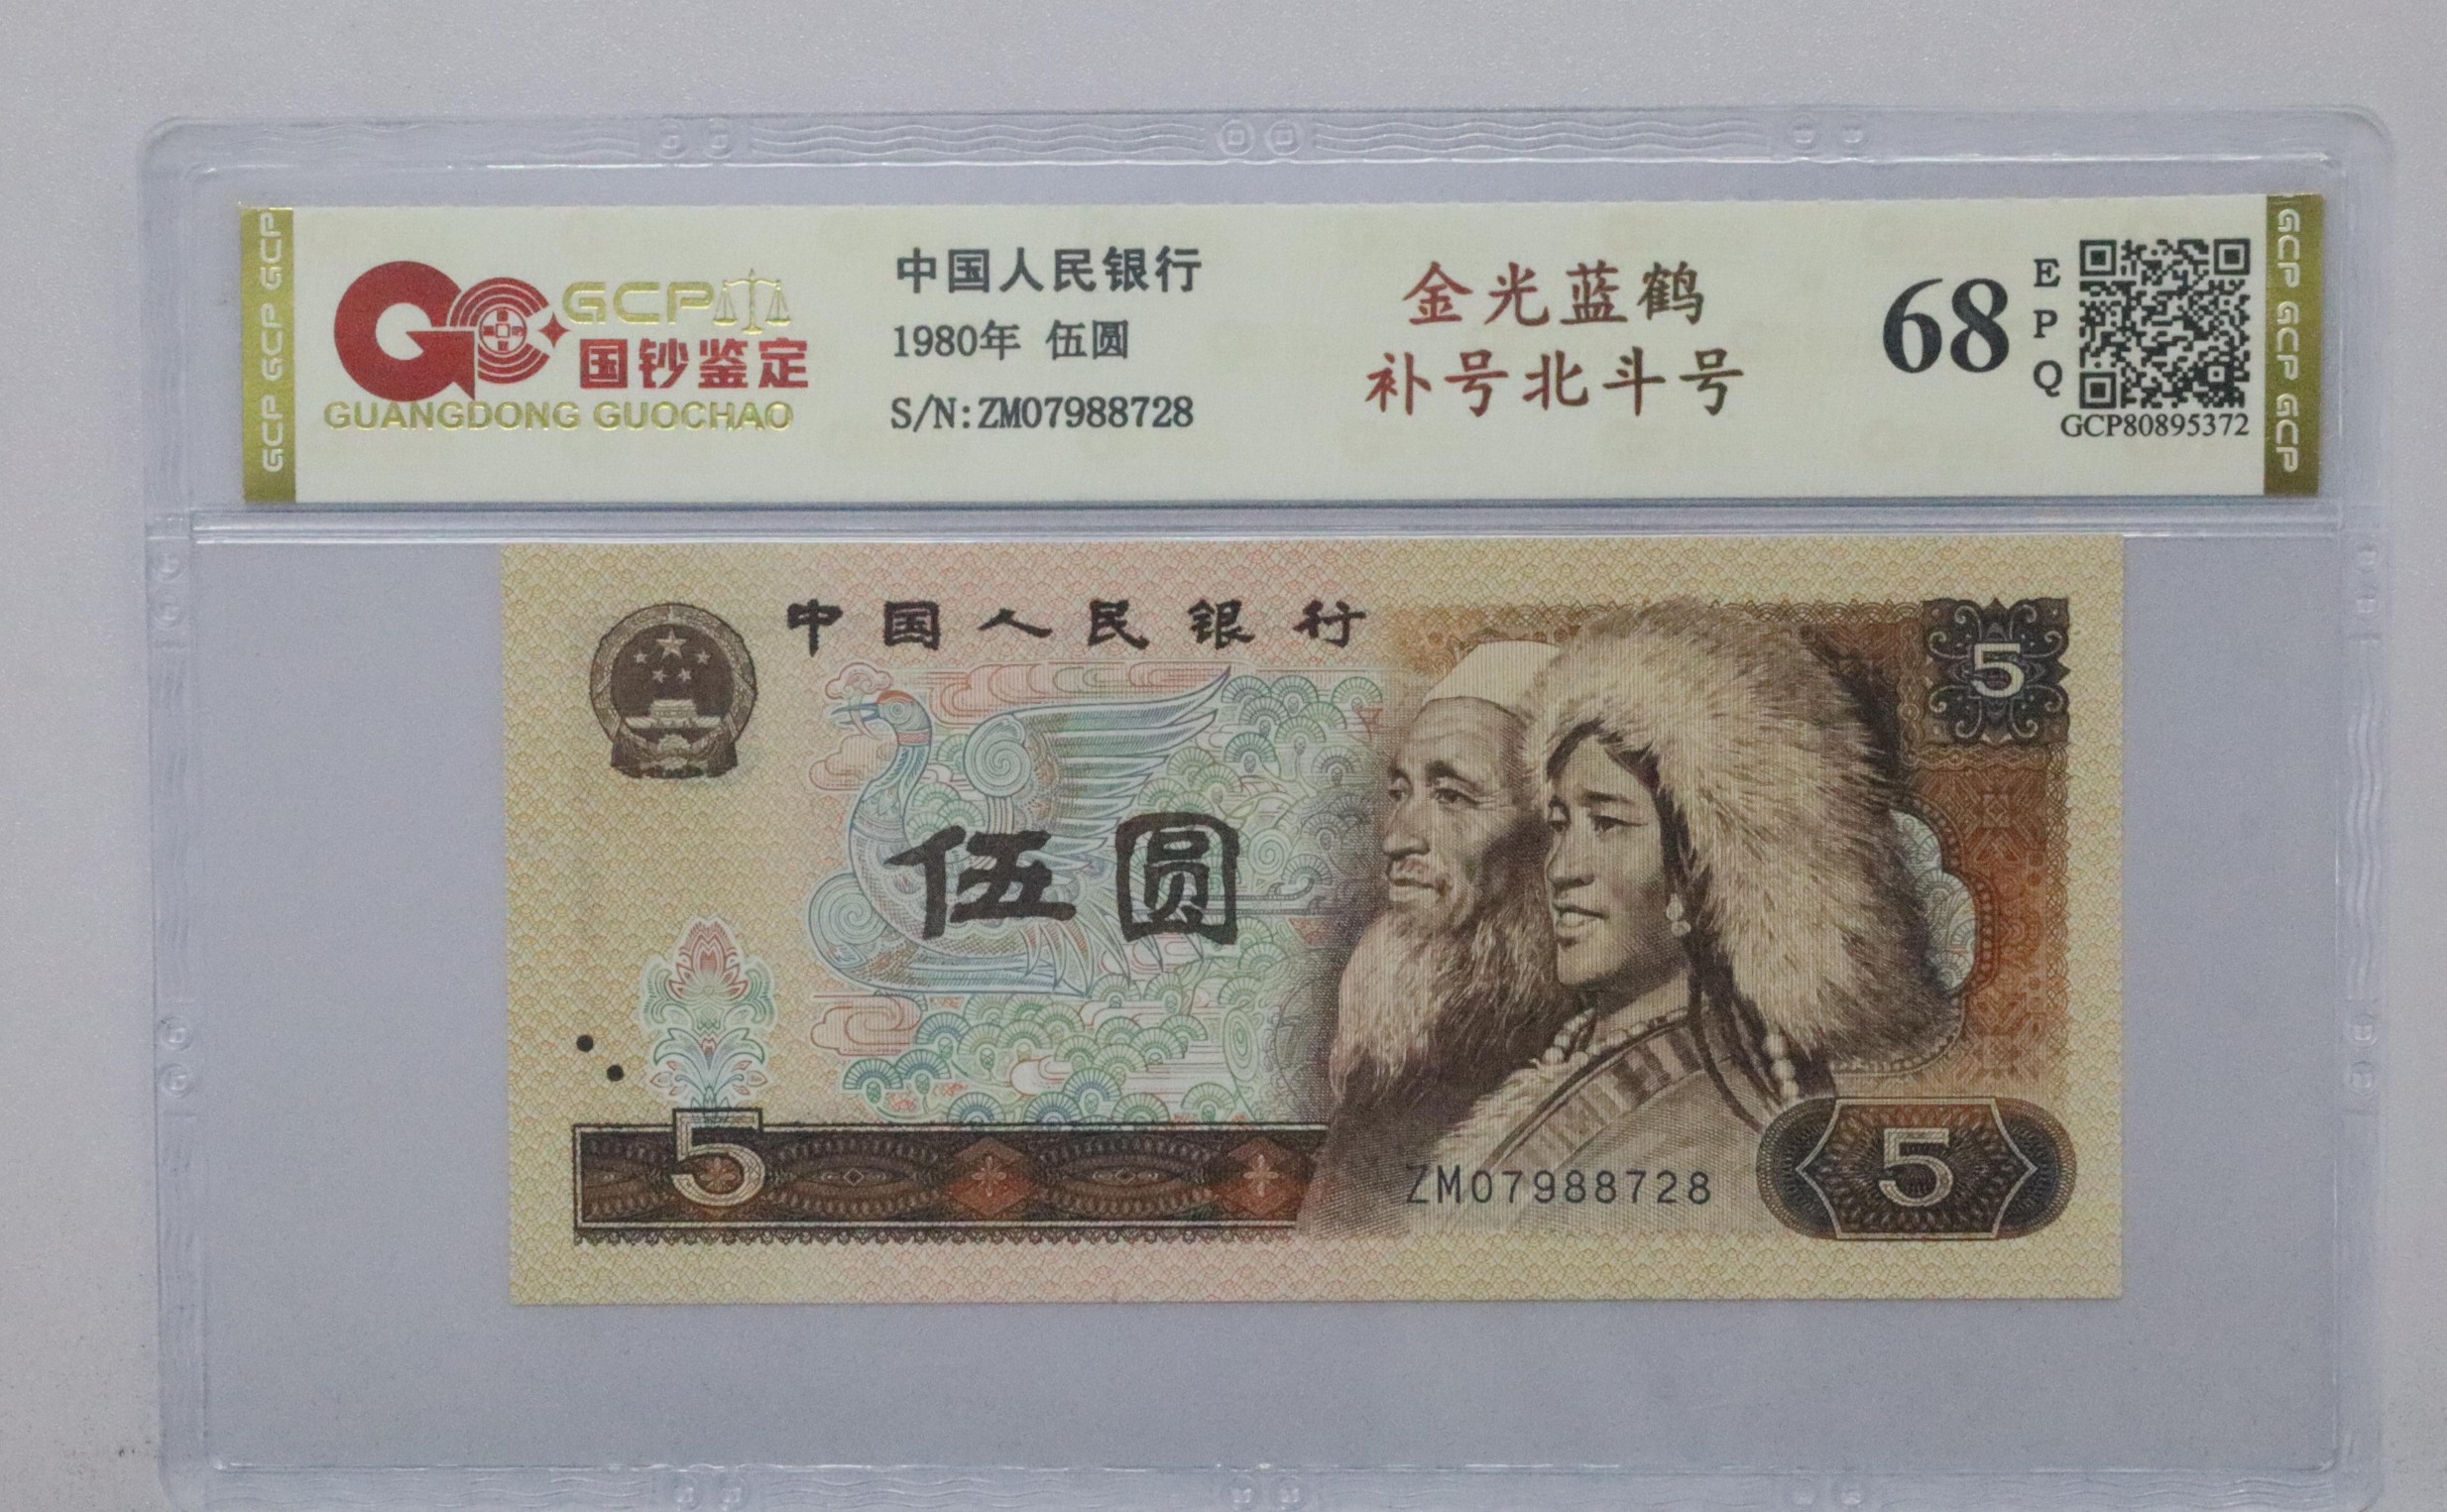 GCP GCP GCP
GCP
国钞鉴定
GUANGDONG GUOCHAO
中国人民银行
1980年 伍圆
S/N:ZM07988728
金光蓝鹤
补号北斗号
68
EPQ
GCP80895372
GCP GCP GCP
中国人民银行
5
伍圆
5
ZM07988728
5